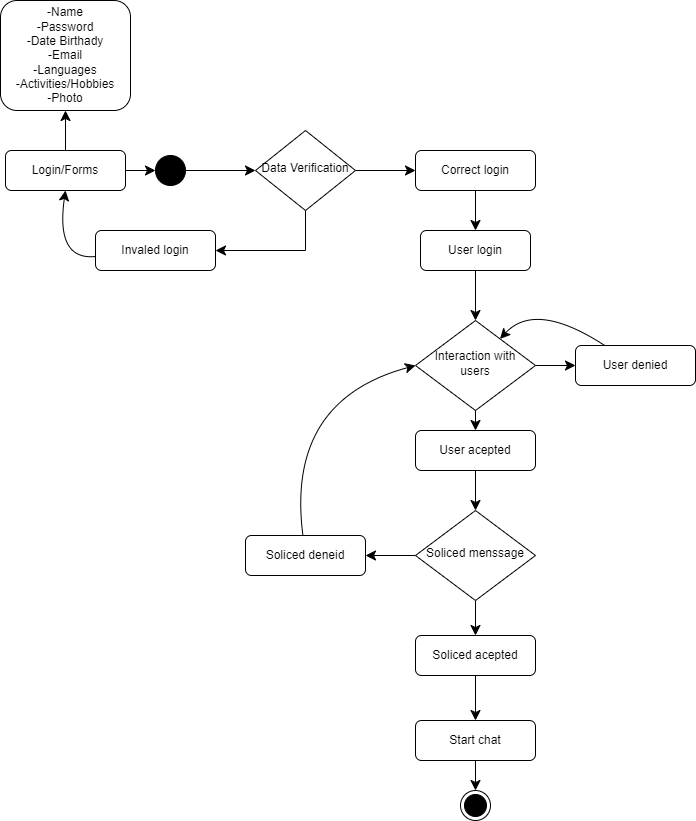 -Name
-Password
-Date Birthady
-Email
-Languages
-Activities/Hobbies
-Photo
Login/Forms
Data Verification
Correct login
Invaled login
User login
Interaction with
users
User denied
User acepted
Soliced menssage
Soliced deneid
Soliced acepted
Start chat